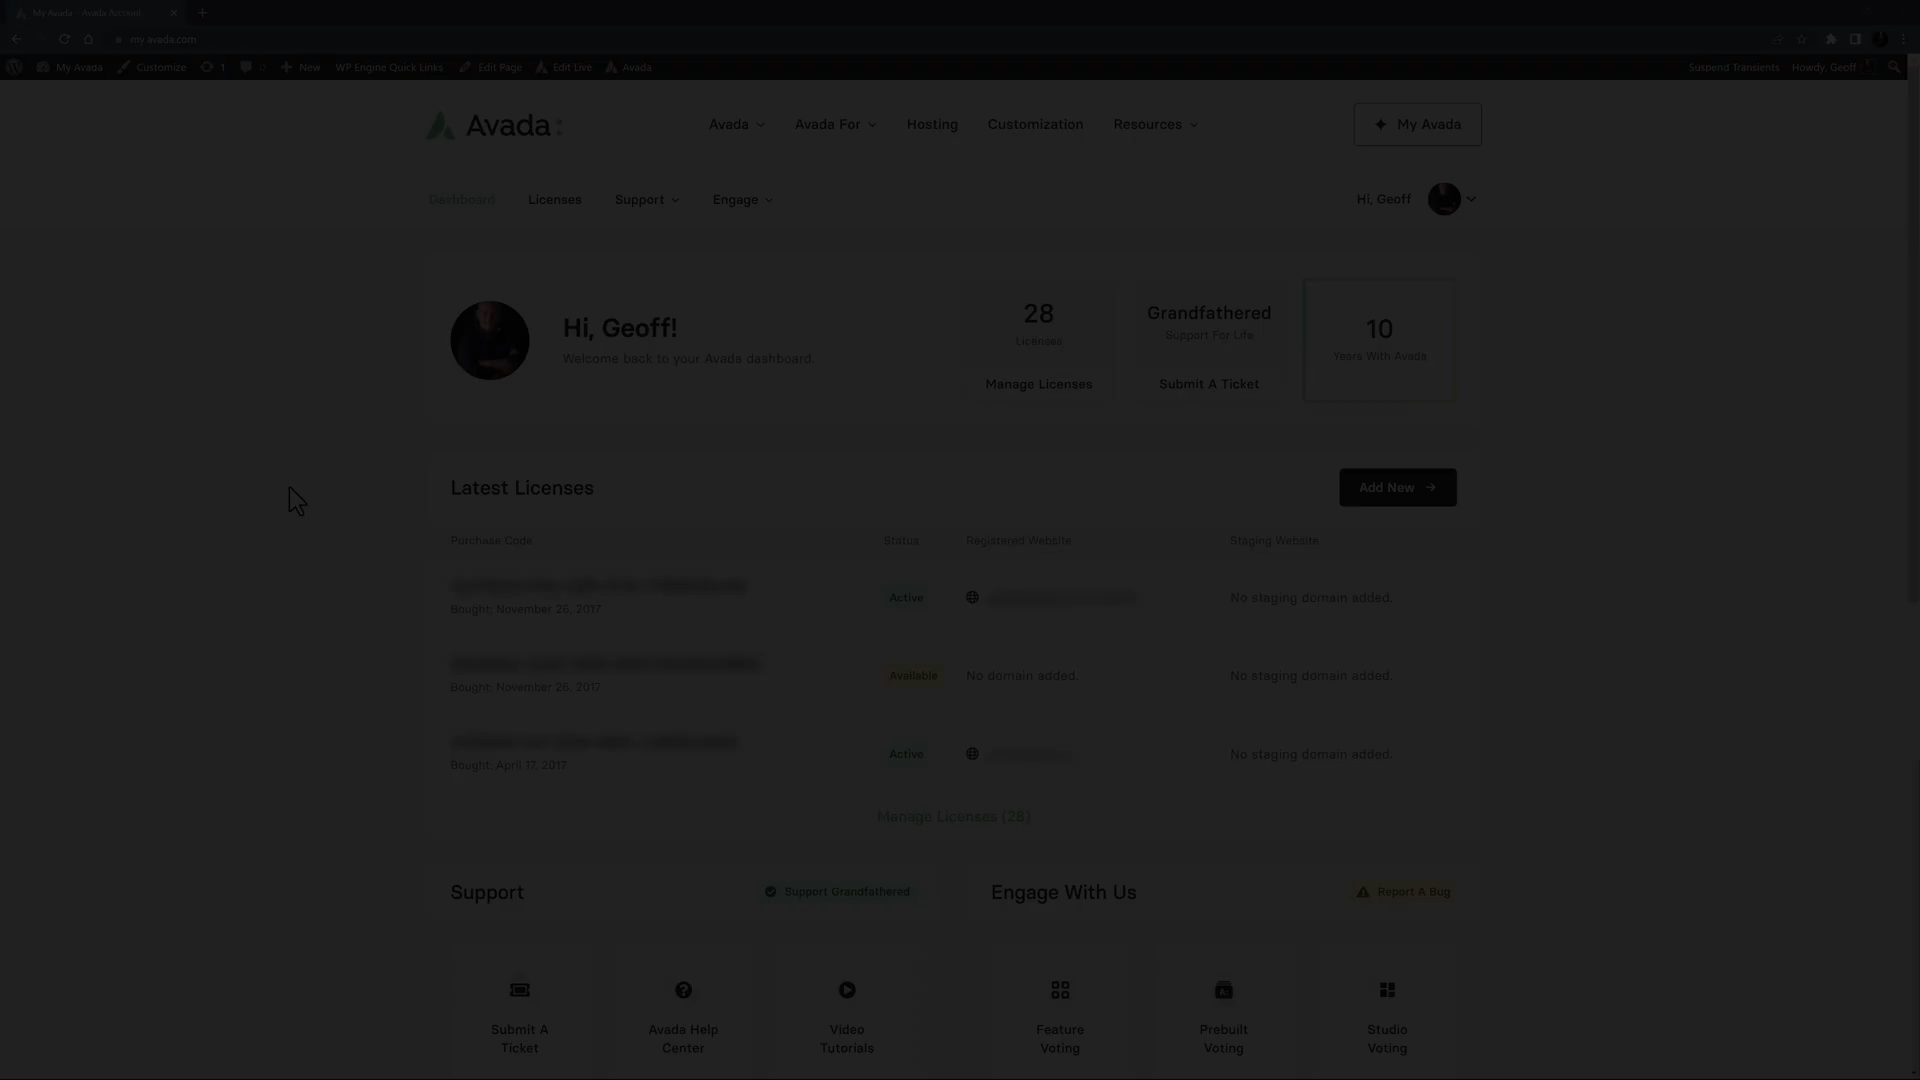 My Avada - Avada Account
my.avada.com
My Avada Customize 1 0 New WP Engine Quick Links Edit Page Edit Live Avada Suspend Transients Howdy, Geoff
Avada Avada Avada For Hosting Customization Resources My Avada
Dashboard Licenses Support Engage Hi, Geoff
Hi, Geoff!
Welcome back to your Avada dashboard.
28
Licenses
Manage Licenses
Grandfathered
Support For Life
Submit A Ticket
10
Years With Avada
Latest Licenses Add New
Purchase Code Status Registered Website Staging Website
Active No staging domain added.
Bought: November 26, 2017
Available No domain added. No staging domain added.
Bought: November 26, 2017
Active No staging domain added.
Bought: April 17, 2017
Manage Licenses (28)
Support Support Grandfathered
Submit A
Ticket
Avada Help
Center
Video
Tutorials
Engage With Us Report A Bug
Feature
Voting
Prebuilt
Voting
Studio
Voting